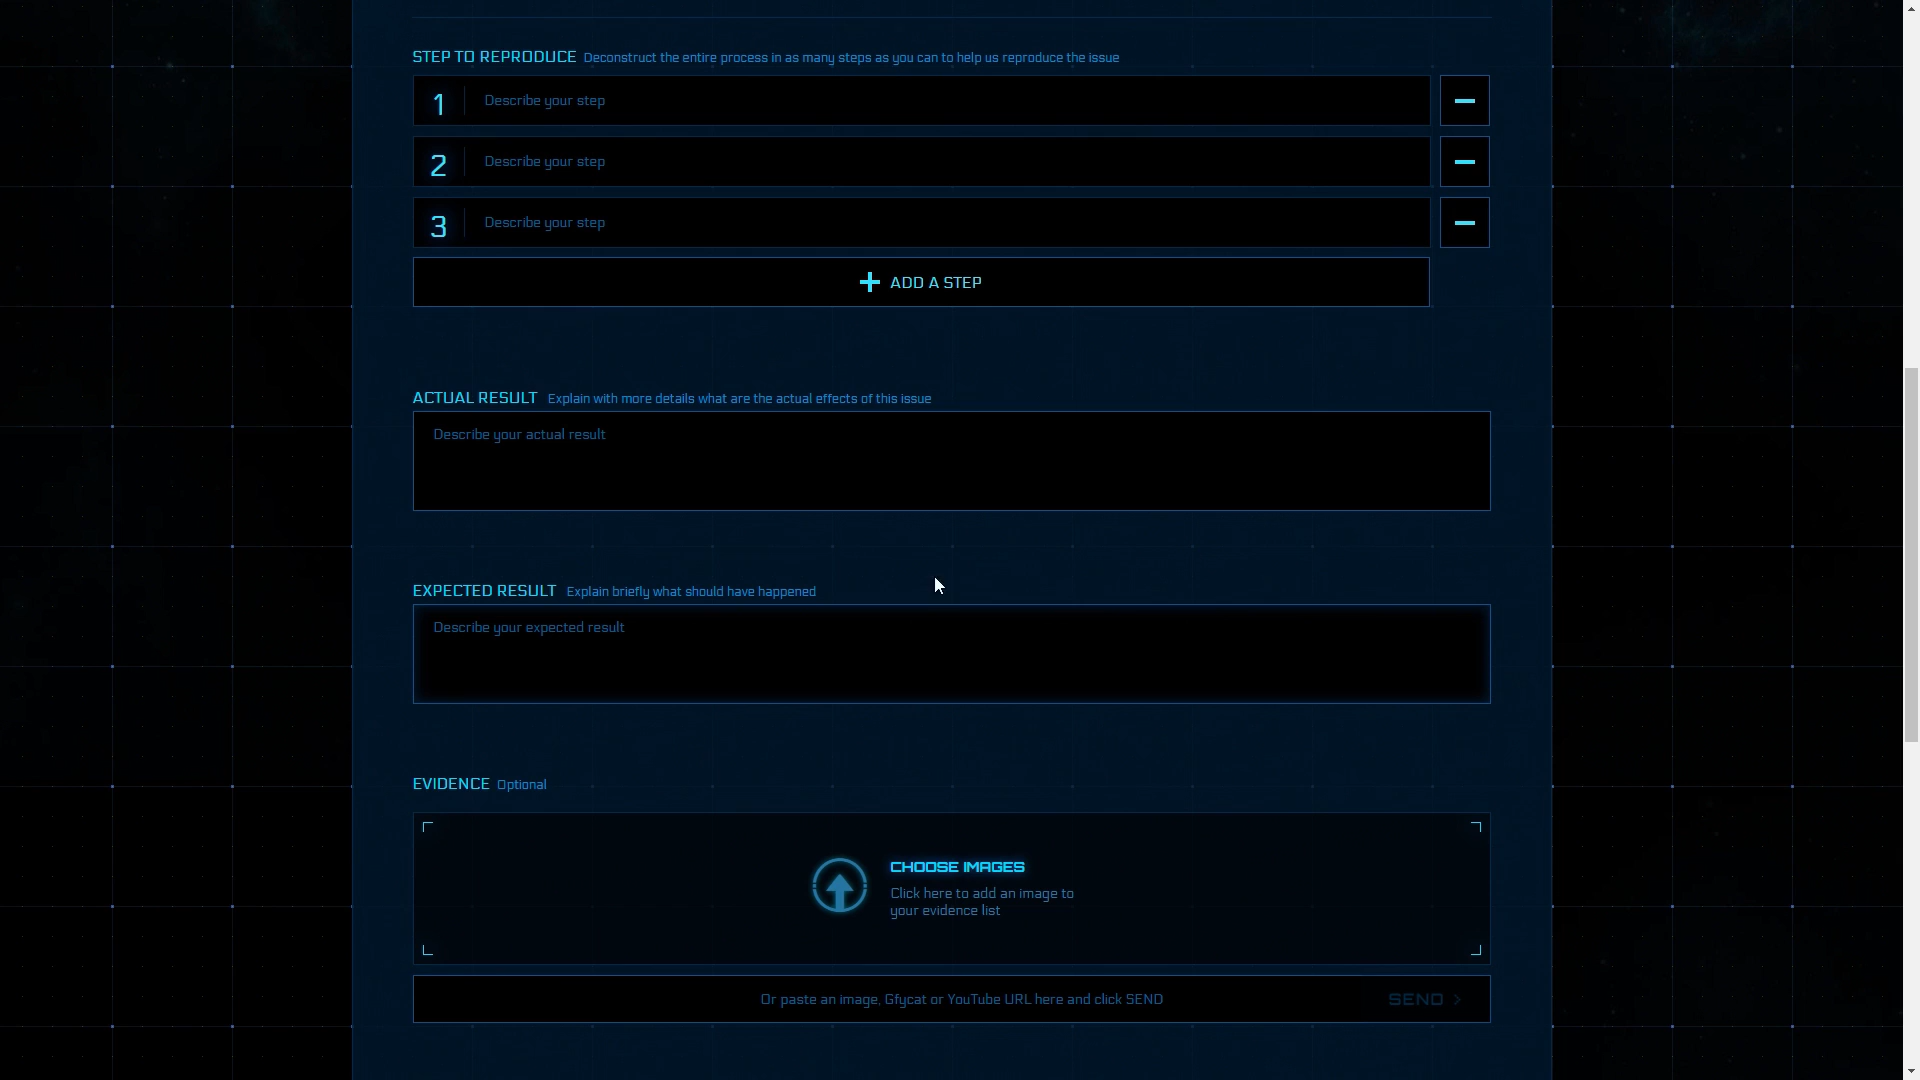 STEP TO REPRODUCE Deconstruct the entire process in as many steps as you can to help us reproduce the issue
1 Describe your step
2 Describe your step
3 Describe your step
ADD A STEP
ACTUAL RESULT Explain with more details what are the actual effects of this issue
Describe your actual result
EXPECTED RESULT Explain briefly what should have happened
Describe your expected result
EVIDENCE Optional
CHOOSE IMAGES
Click here to add an image to
your evidence list
Or paste an image, Gfycat or YouTube URL here and click SEND SEND